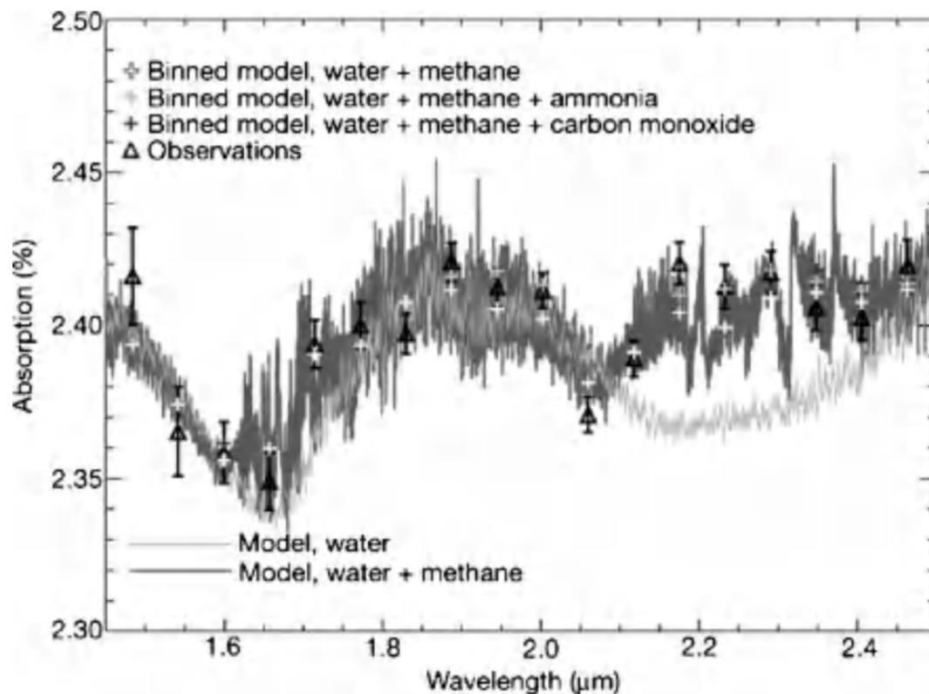 2.50
Binned model, water + methane
Binned model, water + methane + ammonia
Binned model, water + methane + carbon monoxide
Observations
2.45
Absorption (%)
2.40
2.35
Model, water
Model, water + methane
2.30
1.6
1.8
2.0
2.2
2.4
Wavelength (μm)